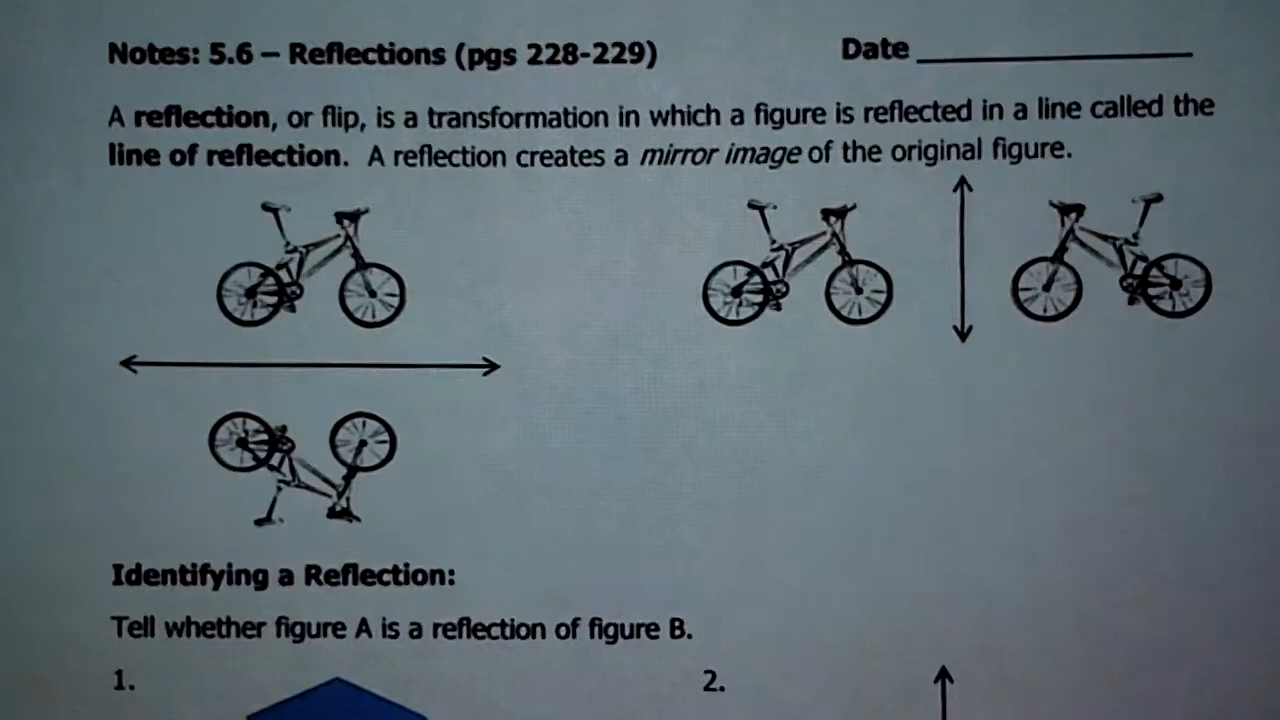 Notes: 5.6 – Reflections (pgs 228-229)
Date
A reflection, or flip, is a transformation in which a figure is reflected in a line called the
line of reflection. A reflection creates a mirror image of the original figure.
Identifying a Reflection:
Tell whether figure A is a reflection of figure B.
1.
2.